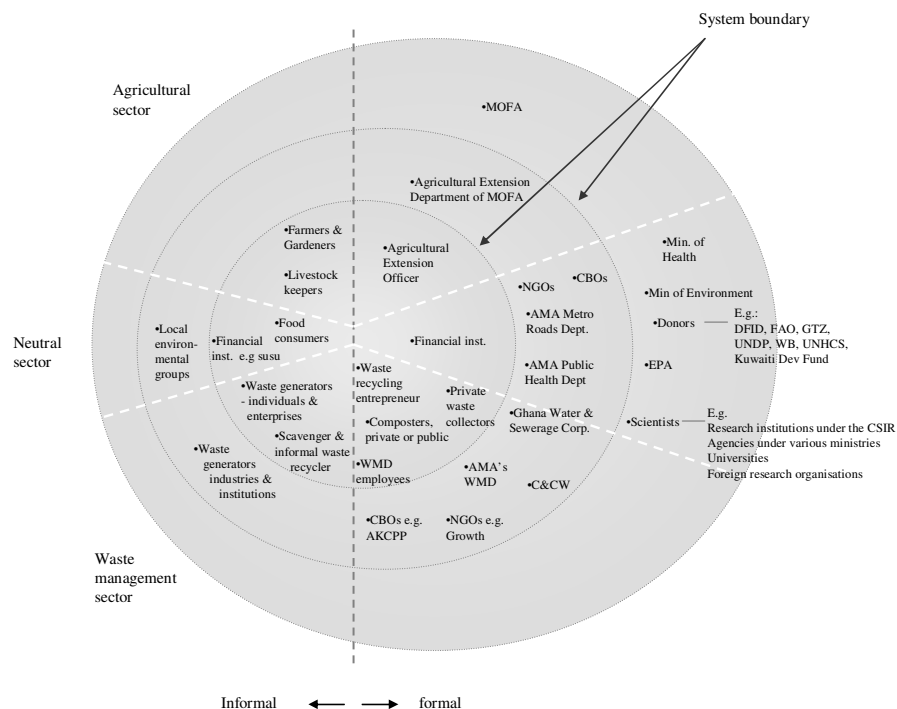 System boundary
Agricultural
sector
•MOFA
•Agricultural Extension
Department of MOFA
•Farmers &
Gardeners
•Agricultural
Extension
Officer
•Livestock
keepers
•Min. of
Health
•NGOs
•CBOs
•Min of Environment
•AMA Metro
Roads Dept.
•Donors
E.g.:
DFID, FAO, GTZ,
UNDP, WB, UNHCS,
Kuwaiti Dev Fund
Neutral
sector
•Local
environ-
mental
groups
•Food
consumers
•Financial
inst. e.g susu
•Financial inst.
•AMA Public
Health Dept
•EPA
•Waste
recycling
entrepreneur
•Waste generators
- individuals &
enterprises
•Private
waste
collectors
•Ghana Water &
Sewerage Corp.
•Scientists
E.g.
Research institutions under the CSIR
Agencies under various ministries
Universities
Foreign research organisations
•Composters,
private or public
•Scavenger &
informal waste
recycler
•Waste
generators
industries &
institutions
•WMD
employees
•AMA's
WMD
•C&CW
•CBOs e.g.
AKCPP
•NGOs e.g.
Growth
Waste
management
sector
Informal
formal